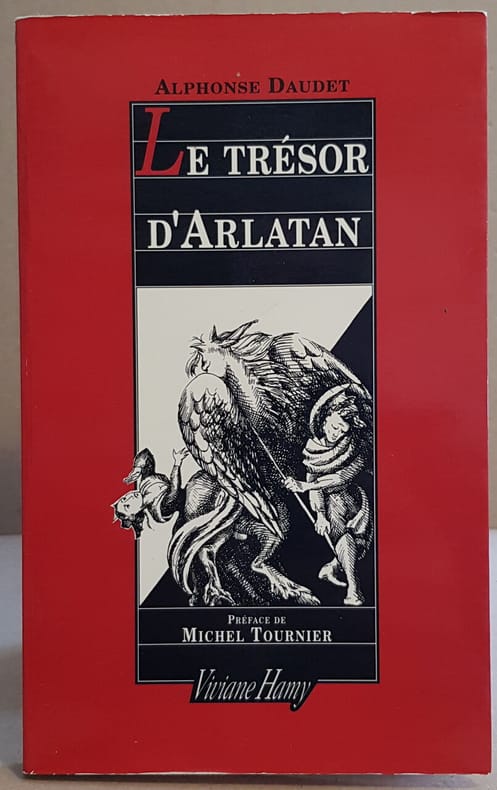 ALPHONSE DAUDET
LE TRÉSOR
D'ARLATAN
PRÉFACE DE
MICHEL TOURNIER
Viviane Hamy